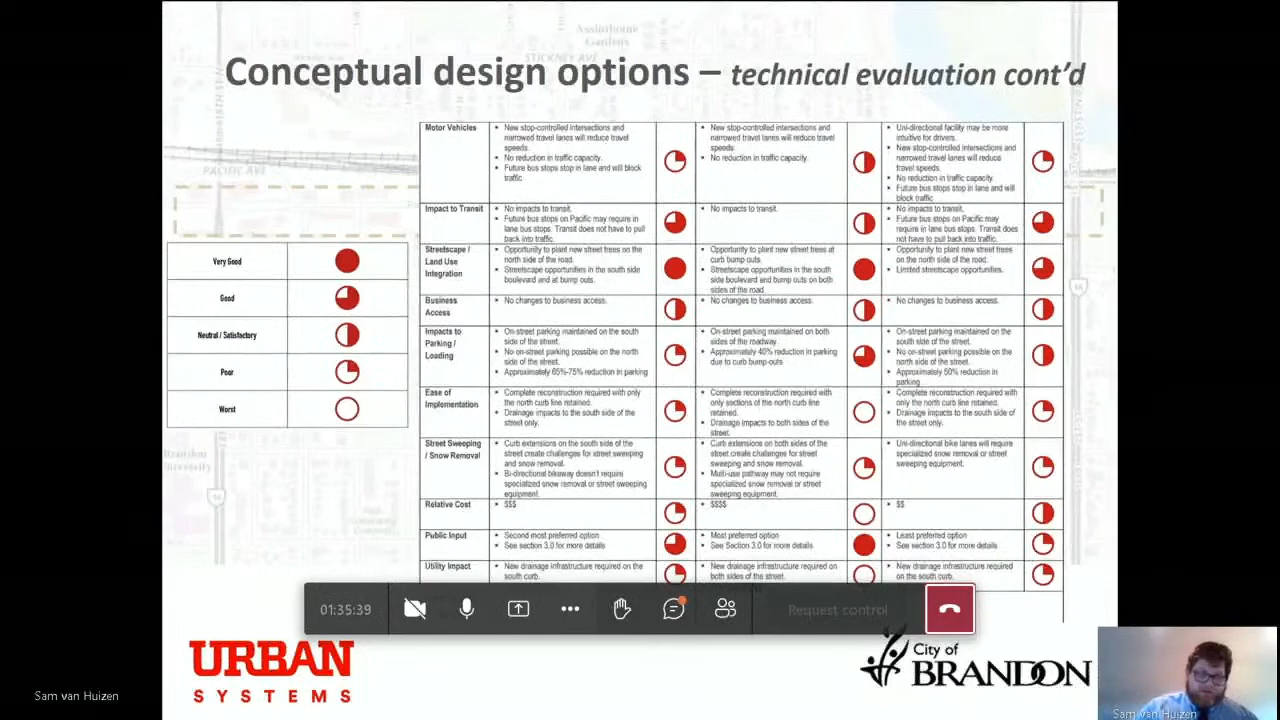 Assiniboine
Gardens
STICKNEY AVE
Conceptual design options – technical evaluation cont'd
PACIFIC AVE
Very Good
Good
Neutral / Satisfactory
Poor
Worst
Brandon
University
Motor Vehicles
• New stop-controlled intersections and
narrowed travel lanes will reduce travel
speeds.
• No reduction in traffic capacity.
• Future bus stops stop in lane and will block
traffic.
• New stop-controlled intersections and
narrowed travel lanes will reduce travel
speeds.
• No reduction in traffic capacity.
• Uni-directional facility may be more
intuitive for drivers.
• New stop-controlled intersections and
narrowed travel lanes will reduce
travel speeds.
• No reduction in traffic capacity.
• Future bus stops stop in lane and will
block traffic
Impact to Transit
• No impacts to transit.
• Future bus stops on Pacific may require in
lane bus stops. Transit does not have to pull
back into traffic.
• No impacts to transit.
• No impacts to transit.
• Future bus stops on Pacific may
require in lane bus stops. Transit does
not have to pull back into traffic.
Streetscape /
Land Use
Integration
• Opportunity to plant new street trees on the
north side of the road.
• Streetscape opportunities in the south side
boulevard and at bump outs.
• Opportunity to plant new street trees at
curb bump outs.
• Streetscape opportunities in the south
side boulevard and bump outs on both
sides of the road.
• Opportunity to plant new street trees
on the north side of the road.
• Limited streetscape opportunities.
Business
Access
• No changes to business access.
• No changes to business access.
• No changes to business access.
Impacts to
Parking /
Loading
• On-street parking maintained on the south
side of the street.
• No on-street parking possible on the north
side of the street.
• Approximately 65%-75% reduction in parking
• On-street parking maintained on both
sides of the roadway.
• Approximately 40% reduction in parking
due to curb bump-outs
• On-street parking maintained on the
south side of the street.
• No on-street parking possible on the
north side of the street.
• Approximately 50% reduction in
parking
Ease of
Implementation
• Complete reconstruction required with only
the north curb line retained.
• Drainage impacts to the south side of the
street only.
• Complete reconstruction required with
only sections of the north curb line
retained.
• Drainage impacts to both sides of the
street.
• Complete reconstruction required with
only the north curb line retained.
• Drainage impacts to the south side of
the street only.
Street Sweeping
/ Snow Removal
• Curb extensions on the south side of the
street create challenges for street sweeping
and snow removal.
• Bi-directional bikeway doesn't require
specialized snow removal or street sweeping
equipment.
• Curb extensions on both sides of the
street create challenges for street
sweeping and snow removal.
• Multi-use pathway may not require
specialized snow removal or street
sweeping equipment.
• Uni-directional bike lanes will require
specialized snow removal or street
sweeping equipment.
Relative Cost
• $$$
• $$$$
• $$
Public Input
• Second most preferred option
• See section 3.0 for more details
• Most preferred option
• See Section 3.0 for more details
• Least preferred option
• See section 3.0 for more details
Utility Impact
• New drainage infrastructure required on the
south curb.
• New drainage infrastructure required on
both sides of the street.
• New drainage infrastructure required
on the south curb.
01:35:39
Request control
URBAN
SYSTEMS
City of
BRANDON
Sam van Huizen
Sam van Huizen